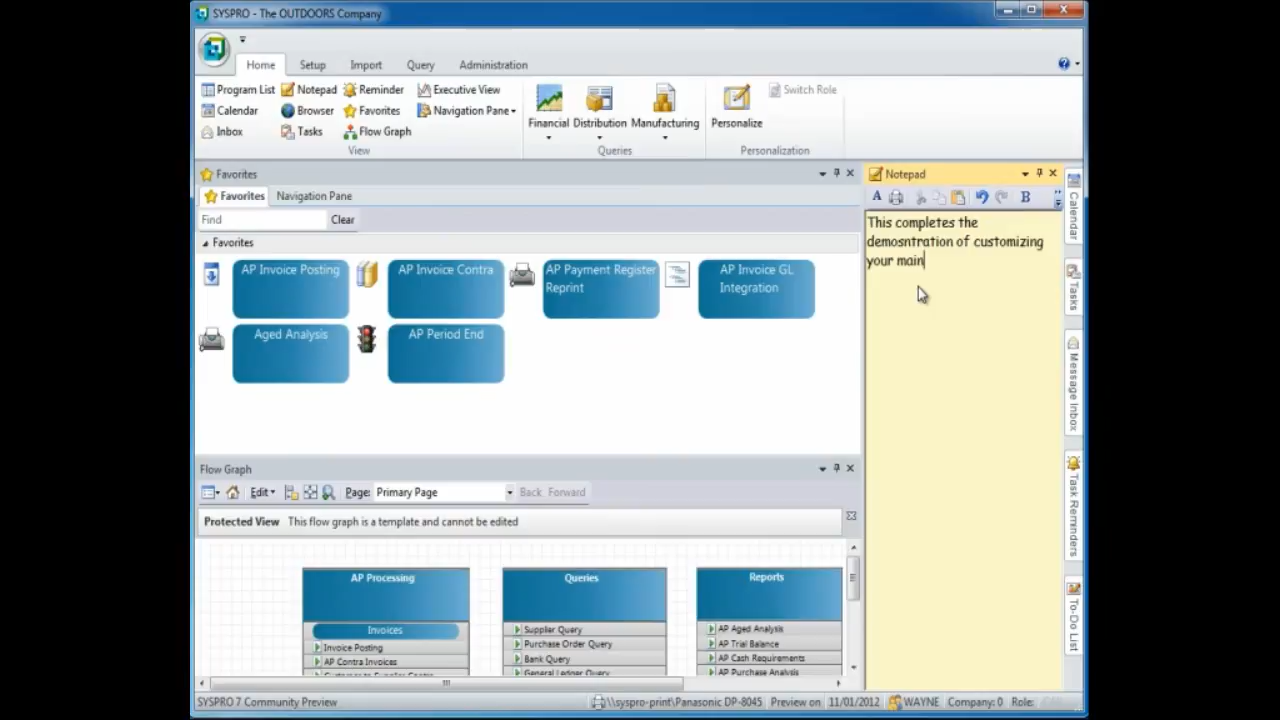 SYSPRO - The OUTDOORS Company
Home Setup Import Query Administration
Program List Notepad Reminder Executive View
Calendar Browser Favorites Navigation Pane
Inbox Tasks Flow Graph
View
Financial Distribution Manufacturing
Queries
Personalize Switch Role
Personalization
Favorites
Favorites Navigation Pane
Find Clear
Favorites
AP Invoice Posting AP Invoice Contra AP Payment Register Reprint AP Invoice GL Integration
Aged Analysis AP Period End
Flow Graph
Edit Page: Primary Page Back Forward
Protected View This flow graph is a template and cannot be edited
AP Processing
Invoices
Invoice Posting
AP Contra Invoices
Queries
Supplier Query
Purchase Order Query
Bank Query
General Ledger Query
Reports
AP Aged Analysis
AP Trial Balance
AP Cash Requirements
AP Purchase Analysis
Notepad
A B
This completes the
demosntration of customizing
your main
Calendar
Tasks
Message Inbox
Task Reminders
To-Do List
SYSPRO 7 Community Preview \\syspro-print\Panasonic DP-8045 Preview on 11/01/2012 WAYNE Company: 0 Role: